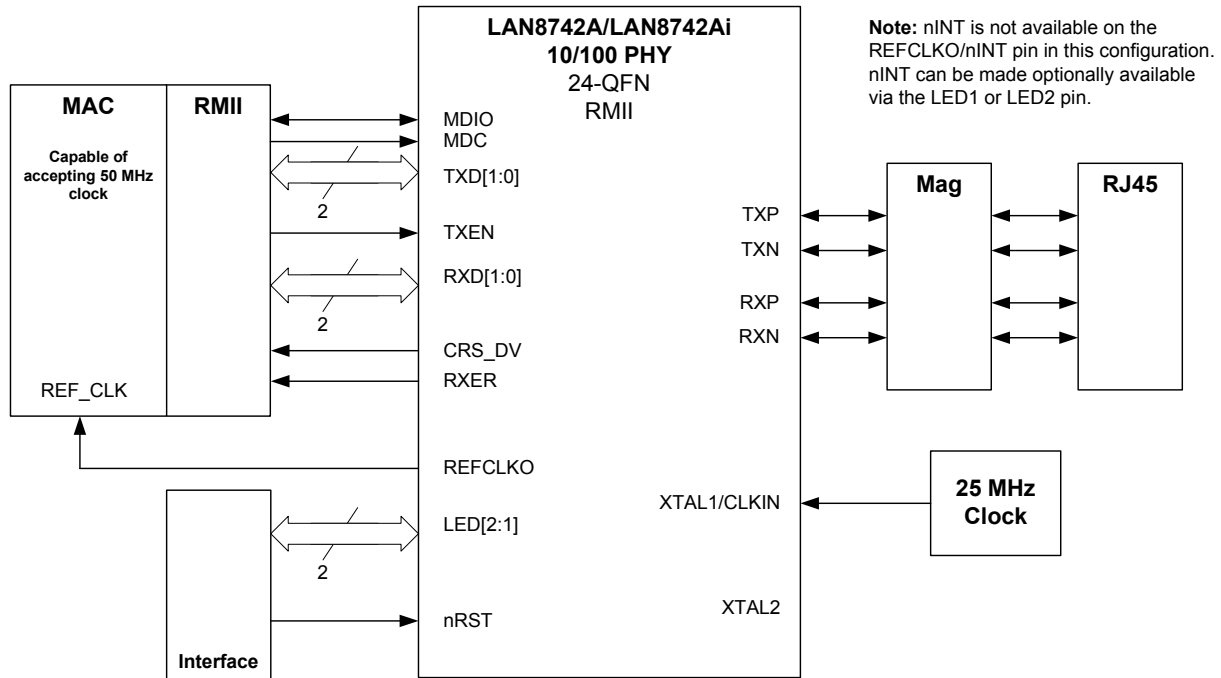 LAN8742A/LAN8742Ai
10/100 PHY
24-QFN
RMII
Note: nINT is not available on the
REFCLKO/nINT pin in this configuration.
nINT can be made optionally available
via the LED1 or LED2 pin.
MAC
RMII
Capable of
accepting 50 MHz
clock
REF_CLK
MDIO
MDC
TXD[1:0]
2
TXEN
RXD[1:0]
2
CRS_DV
RXER
REFCLKO
LED[2:1]
2
nRST
Interface
TXP
TXN
RXP
RXN
Mag
RJ45
XTAL1/CLKIN
25 MHz
Clock
XTAL2